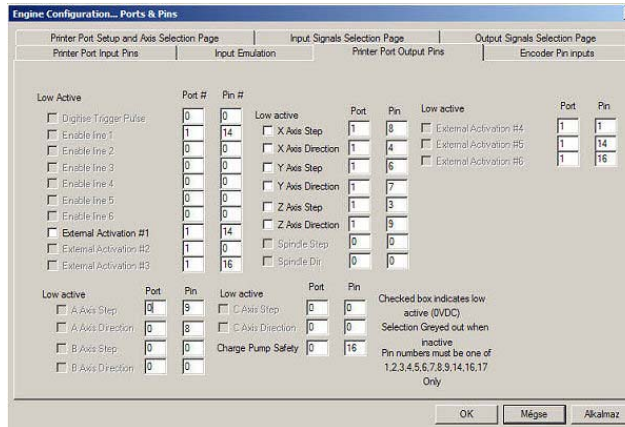 Engine Configuration... Ports & Pins
Printer Port Setup and Axis Selection Page Input Signals Selection Page Output Signals Selection Page
Printer Port Input Pins Input Emulation Printer Port Output Pins Encoder Pin inputs
Low Active Port # Pin #
Digitise Trigger Pulse 0 0
Enable line 1 1 14
Enable line 2 0 0
Enable line 3 0 0
Enable line 4 0 0
Enable line 5 0 0
Enable line 6 0 0
External Activation #1 1 14
External Activation #2 1 0
External Activation #3 1 16
Low active Port Pin
X Axis Step 1 8
X Axis Direction 1 4
Y Axis Step 1 6
Y Axis Direction 1 7
Z Axis Step 1 3
Z Axis Direction 1 9
Spindle Step 0 0
Spindle Dir 0 0
Low active Port Pin
External Activation #4 1 1
External Activation #5 1 14
External Activation #6 1 16
Low active Port Pin
A Axis Step 0 9
A Axis Direction 0 8
B Axis Step 0 0
B Axis Direction 0 0
Low active Port Pin
C Axis Step 0 0
C Axis Direction 0 0
Charge Pump Safety 0 16
Checked box indicates low
active (0VDC)
Selection Greyed out when
inactive
Pin numbers must be one of
1,2,3,4,5,6,7,8,9,14,16,17
Only
OK Mégse Alkalmaz